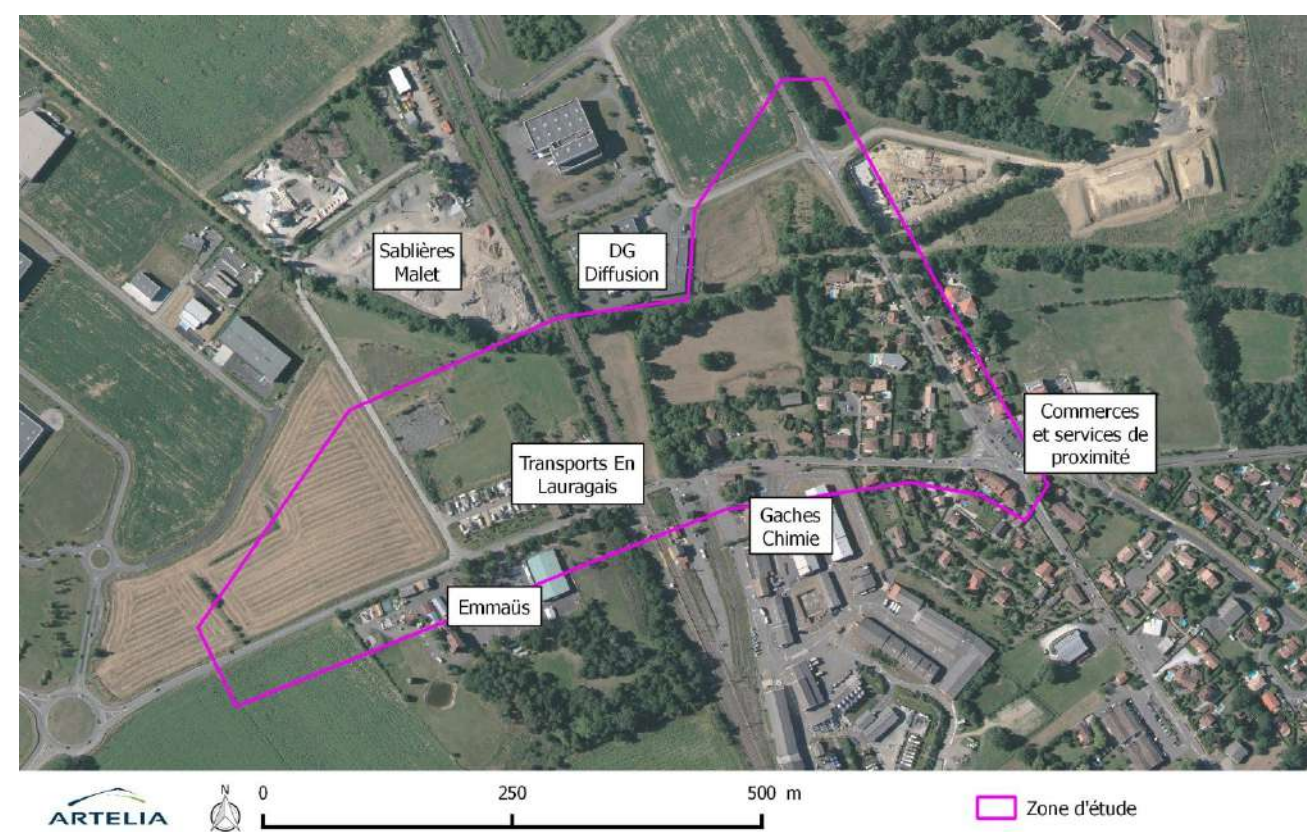 Sablières
Malet
DG
Diffusion
Commerces
et services de
proximité
Transports En
Lauragais
Gaches
Chimie
Emmaüs
ARTELIA
N
0
250
500 m
Zone d'étude